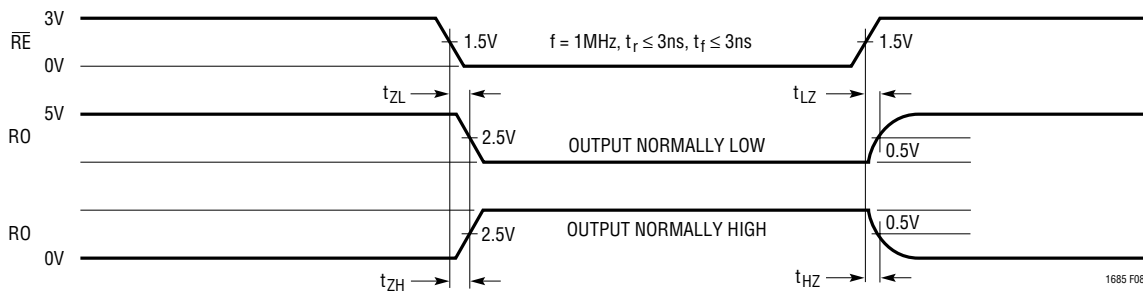 3V
RE
1.5V
f = 1MHz, tr ≤ 3ns, tf ≤ 3ns
1.5V
0V
tZL
tLZ
5V
RO
2.5V
OUTPUT NORMALLY LOW
0.5V
RO
2.5V
OUTPUT NORMALLY HIGH
0.5V
0V
tZH
tHZ
1685 F08